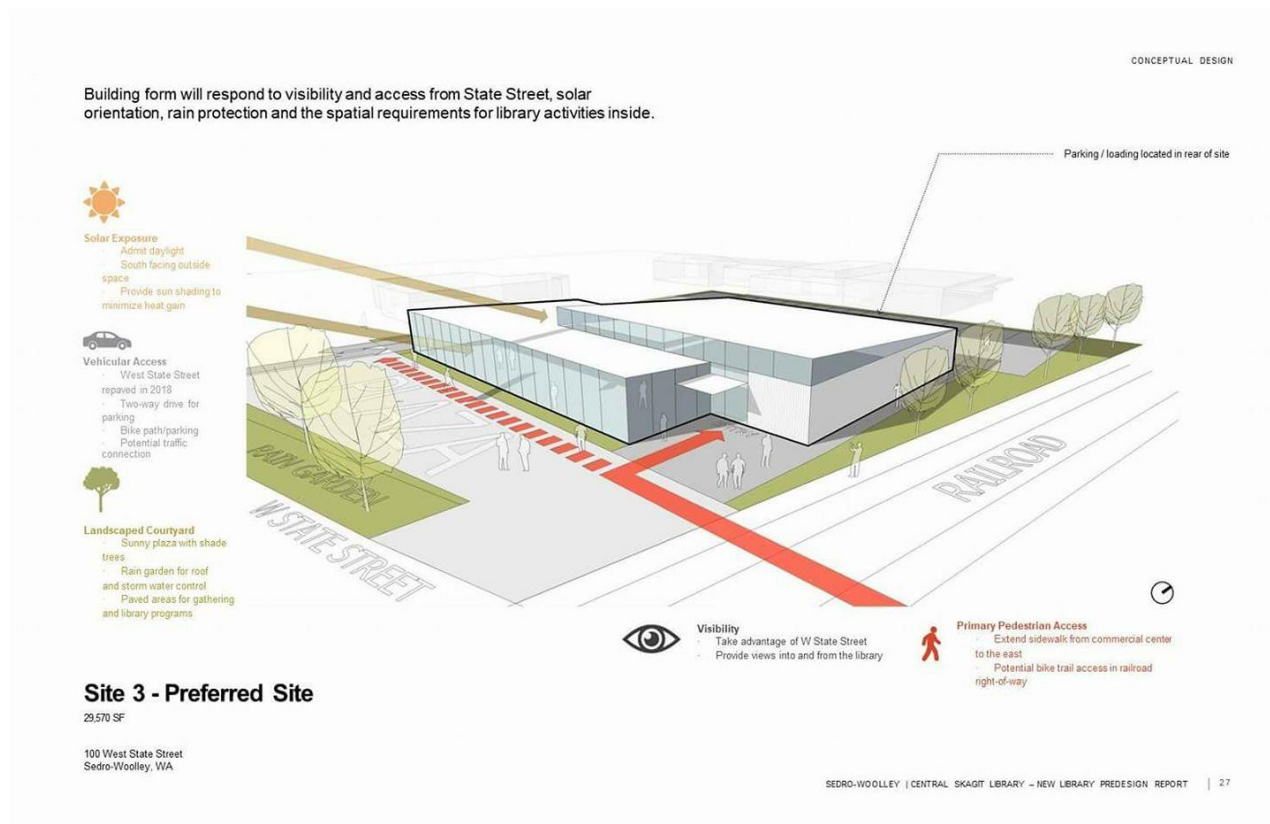 CONCEPTUAL DESIGN
Building form will respond to visibility and access from State Street, solar
orientation, rain protection and the spatial requirements for library activities inside.
Parking / loading located in rear of site
Solar Exposure
· Admit daylight
· South facing outside
space
· Provide sun shading to
minimize heat gain
Vehicular Access
· West State Street
repaved in 2018
· Two-way drive for
parking
· Bike path/parking
· Potential traffic
connection
Landscaped Courtyard
· Sunny plaza with shade
trees
· Rain garden for roof
and storm water control
· Paved areas for gathering
and library programs
PLAZA
RAIN GARDEN
W STATE STREET
RAILROAD
Visibility
· Take advantage of W State Street
· Provide views into and from the library
Primary Pedestrian Access
· Extend sidewalk from commercial center
to the east
· Potential bike trail access in railroad
right-of-way
Site 3 - Preferred Site
29,570 SF
100 West State Street
Sedro-Woolley, WA
SEDRO-WOOLLEY | CENTRAL SKAGIT LIBRARY – NEW LIBRARY PREDESIGN REPORT | 27